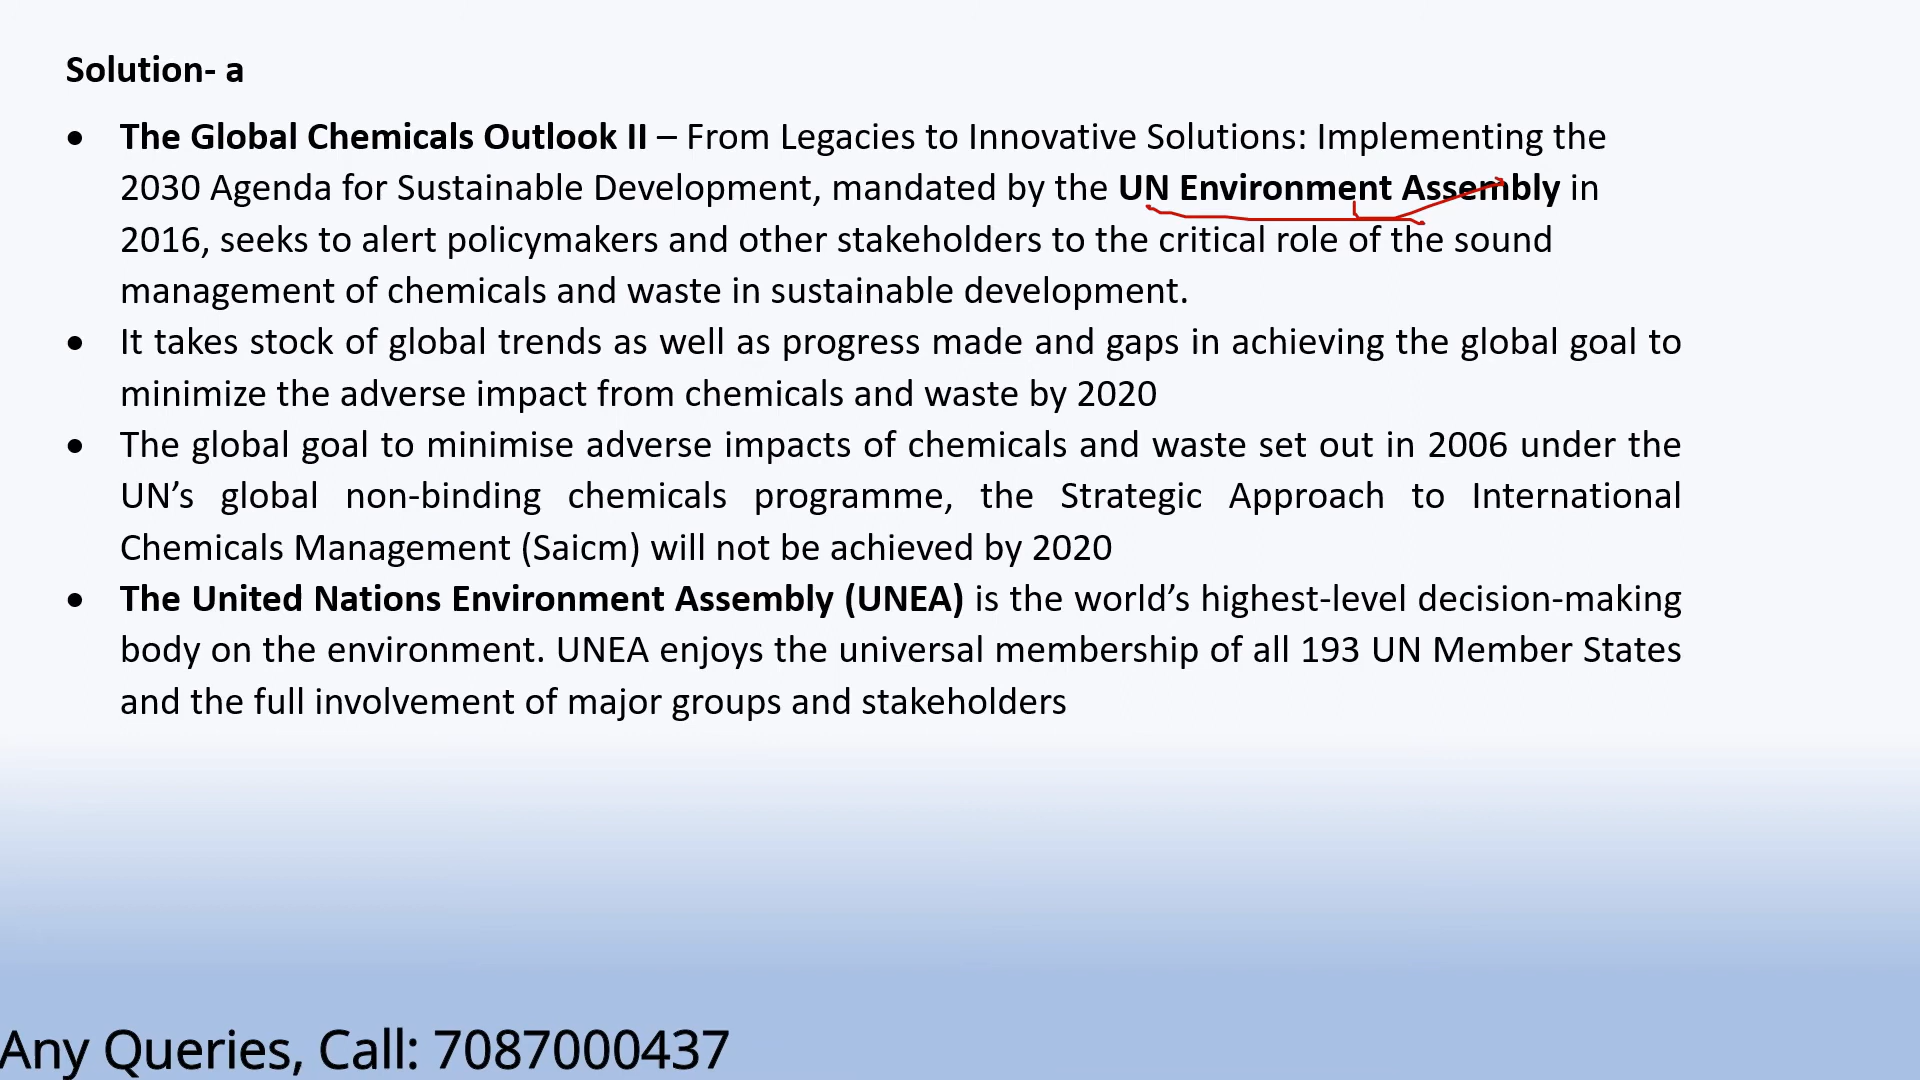 Solution- a
• The Global Chemicals Outlook II – From Legacies to Innovative Solutions: Implementing the
2030 Agenda for Sustainable Development, mandated by the UN Environment Assembly in
2016, seeks to alert policymakers and other stakeholders to the critical role of the sound
management of chemicals and waste in sustainable development.
• It takes stock of global trends as well as progress made and gaps in achieving the global goal to
minimize the adverse impact from chemicals and waste by 2020
• The global goal to minimise adverse impacts of chemicals and waste set out in 2006 under the
UN’s global non-binding chemicals programme, the Strategic Approach to International
Chemicals Management (Saicm) will not be achieved by 2020
• The United Nations Environment Assembly (UNEA) is the world’s highest-level decision-making
body on the environment. UNEA enjoys the universal membership of all 193 UN Member States
and the full involvement of major groups and stakeholders
Any Queries, Call: 7087000437